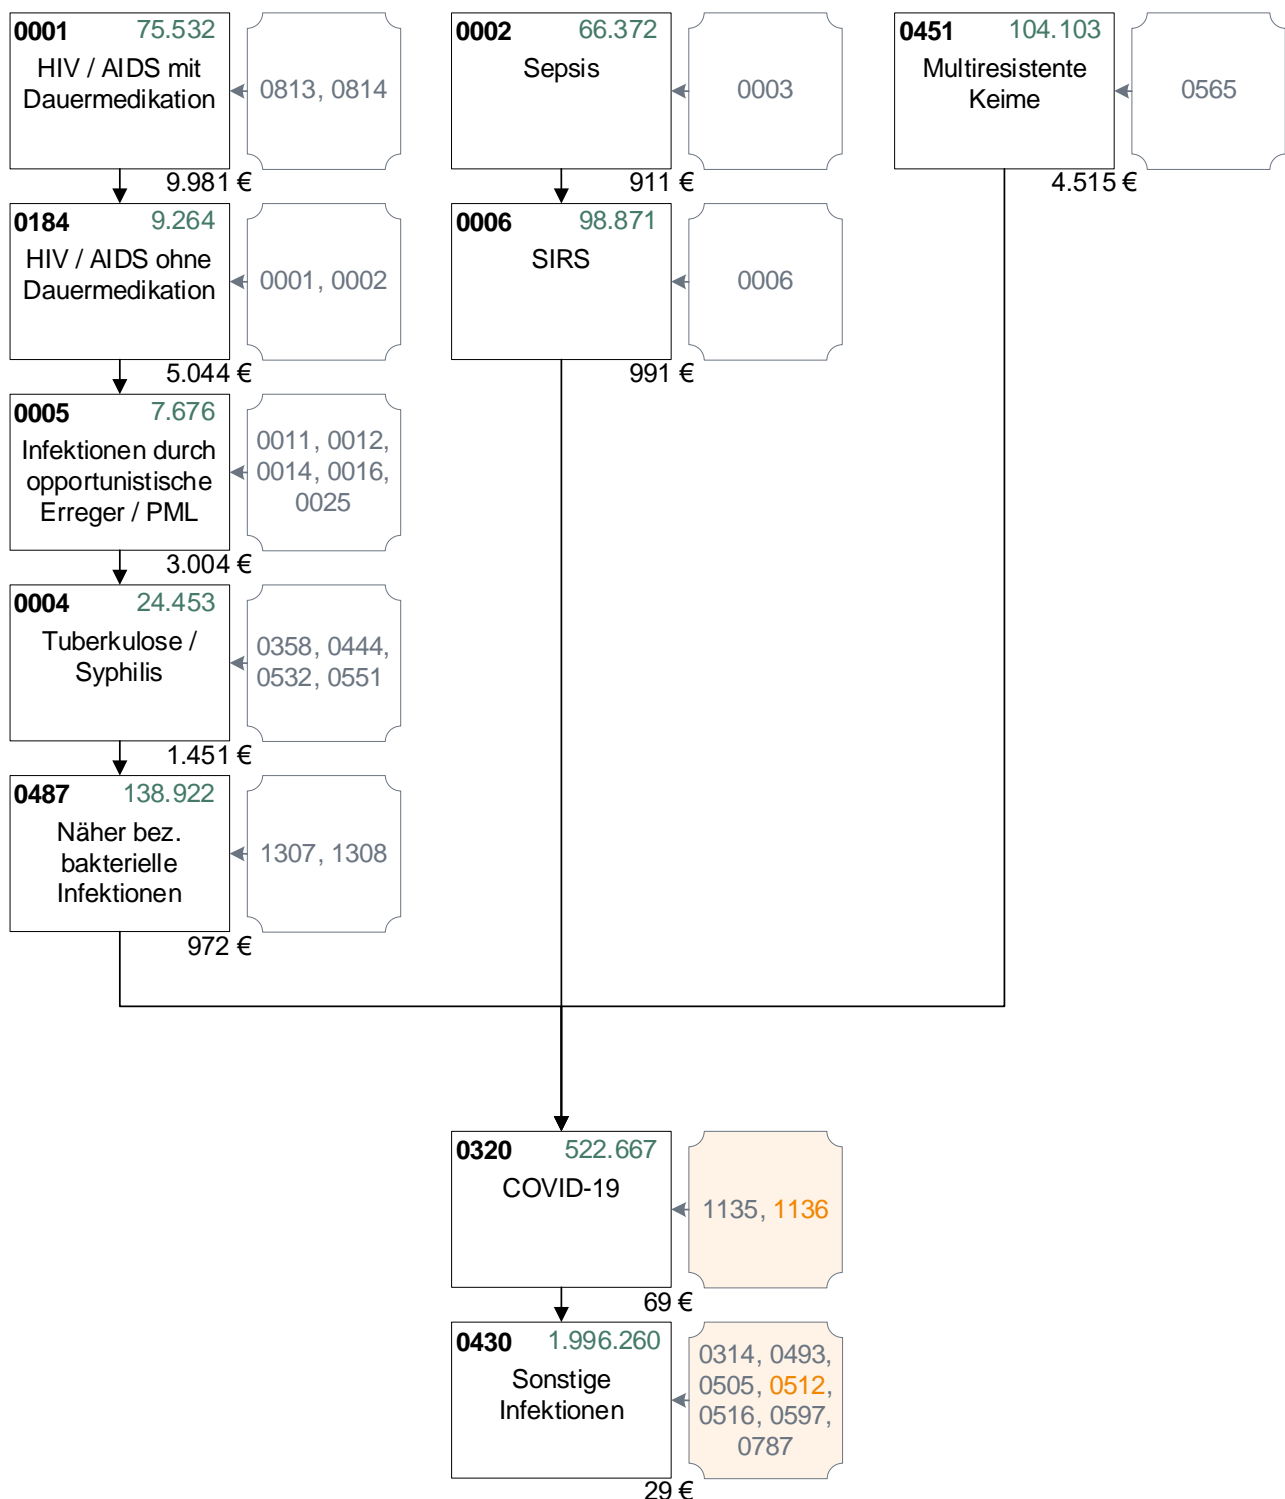 0001 75.532
HIV / AIDS mit
Dauermedikation
0813, 0814
9.981 €
0184 9.264
HIV / AIDS ohne
Dauermedikation
0001, 0002
5.044 €
0005 7.676
Infektionen durch
opportunistische
Erreger / PML
0011, 0012,
0014, 0016,
0025
3.004 €
0004 24.453
Tuberkulose /
Syphilis
0358, 0444,
0532, 0551
1.451 €
0487 138.922
Näher bez.
bakterielle
Infektionen
1307, 1308
972 €
0002 66.372
Sepsis
0003
911 €
0006 98.871
SIRS
0006
991 €
0451 104.103
Multiresistente
Keime
0565
4.515 €
0320 522.667
COVID-19
1135, 1136
69 €
0430 1.996.260
Sonstige
Infektionen
0314, 0493,
0505, 0512,
0516, 0597,
0787
29 €